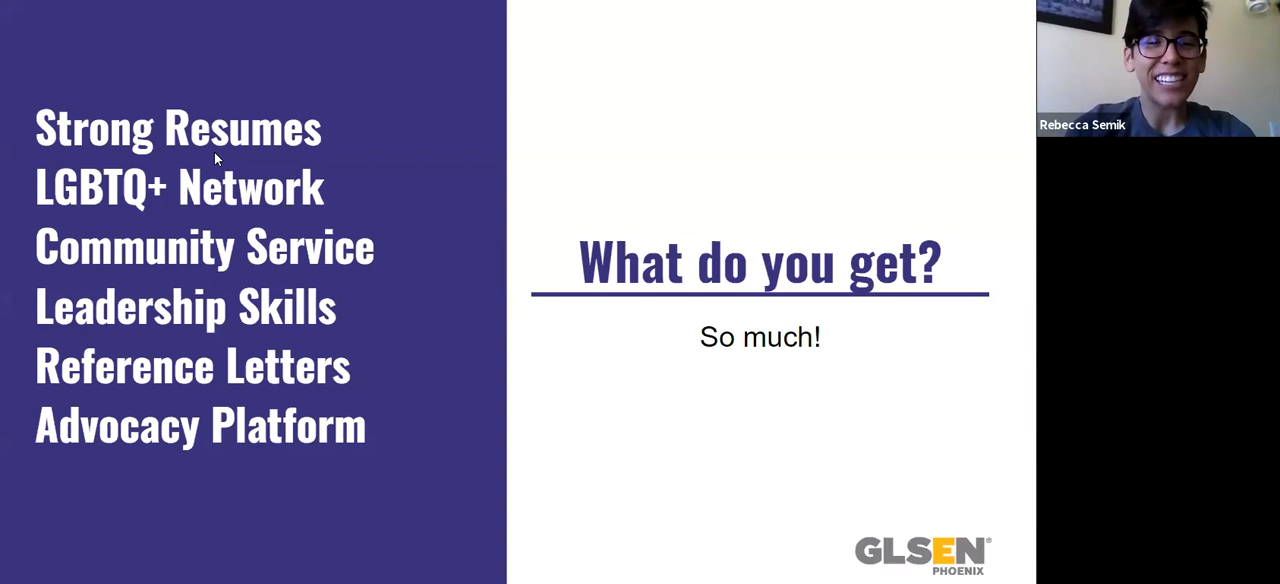 Strong Resumes
LGBTQ+ Network
Community Service
Leadership Skills
Reference Letters
Advocacy Platform
What do you get?
So much!
GLSEN®
PHOENIX
Rebecca Semik